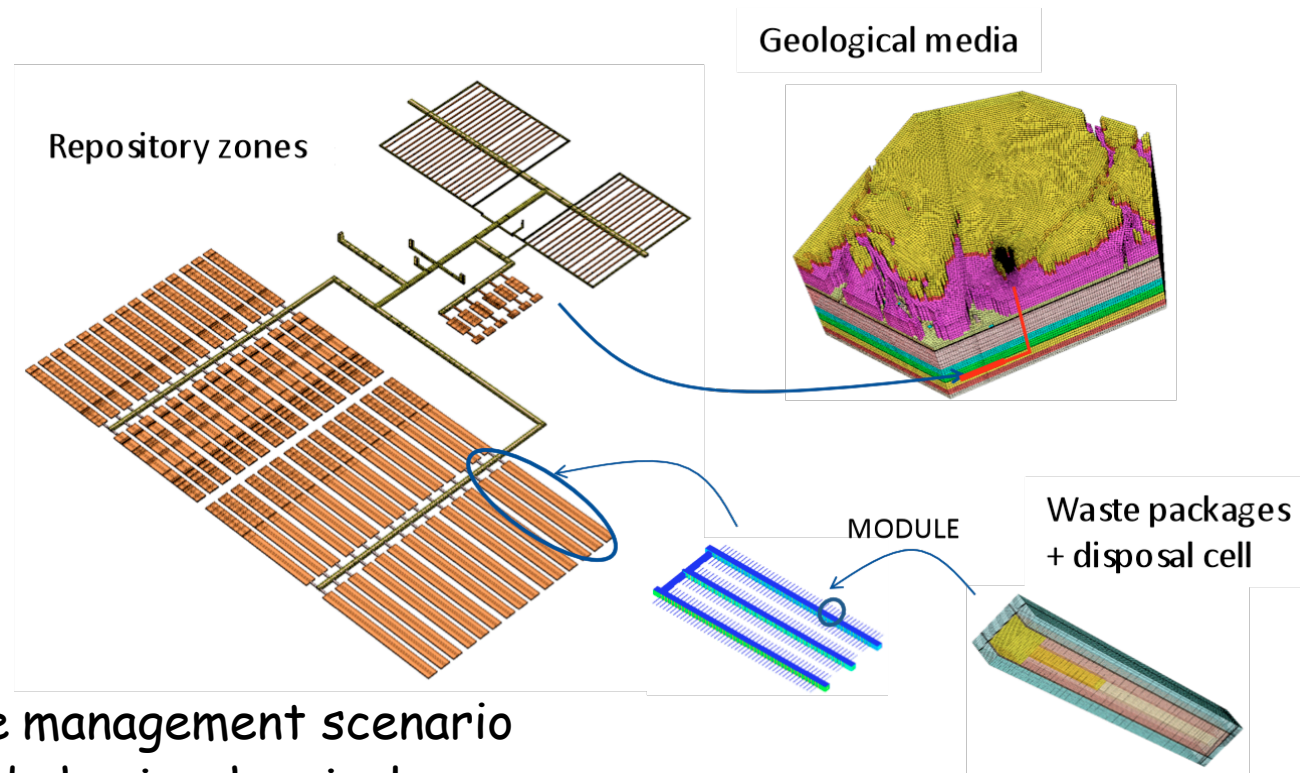 Geological media
Repository zones
MODULE
Waste packages
+ disposal cell
management scenario